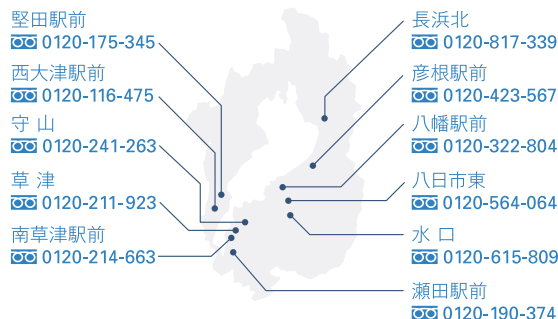 堅田駅前
0120-175-345
西大津駅前
0120-116-475
守山
0120-241-263
草津
0120-211-923
南草津駅前
0120-214-663
長浜北
0120-817-339
彦根駅前
0120-423-567
八幡駅前
0120-322-804
八日市東
0120-564-064
水口
0120-615-809
瀬田駅前
0120-190-374